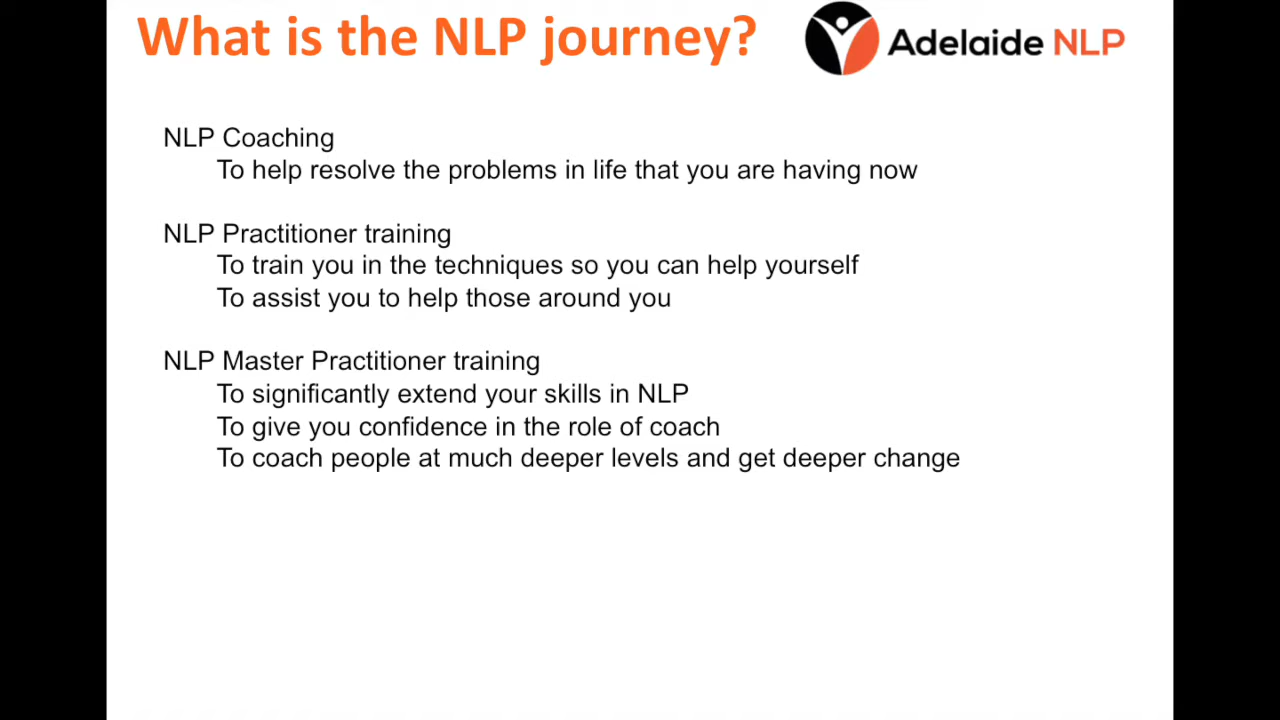 What is the NLP journey?
Adelaide NLP
NLP Coaching
To help resolve the problems in life that you are having now
NLP Practitioner training
To train you in the techniques so you can help yourself
To assist you to help those around you
NLP Master Practitioner training
To significantly extend your skills in NLP
To give you confidence in the role of coach
To coach people at much deeper levels and get deeper change